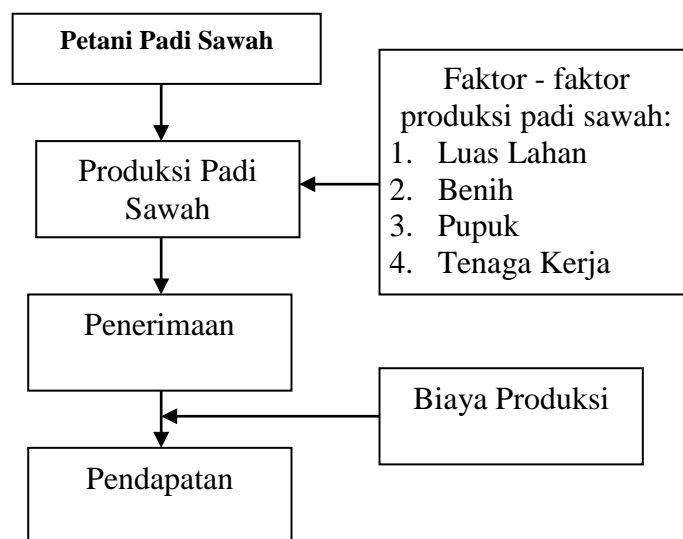 Petani Padi Sawah
Faktor - faktor
produksi padi sawah:
1. Luas Lahan
2. Benih
3. Pupuk
4. Tenaga Kerja
Produksi Padi
Sawah
Penerimaan
Biaya Produksi
Pendapatan